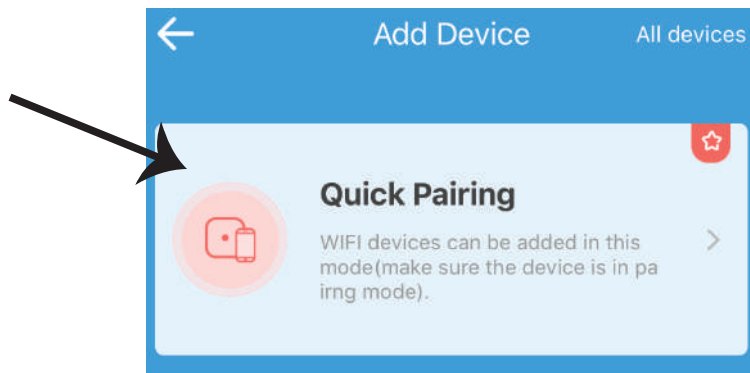 Add Device
All devices
Quick Pairing
WIFI devices can be added in this
mode(make sure the device is in pa
irng mode).